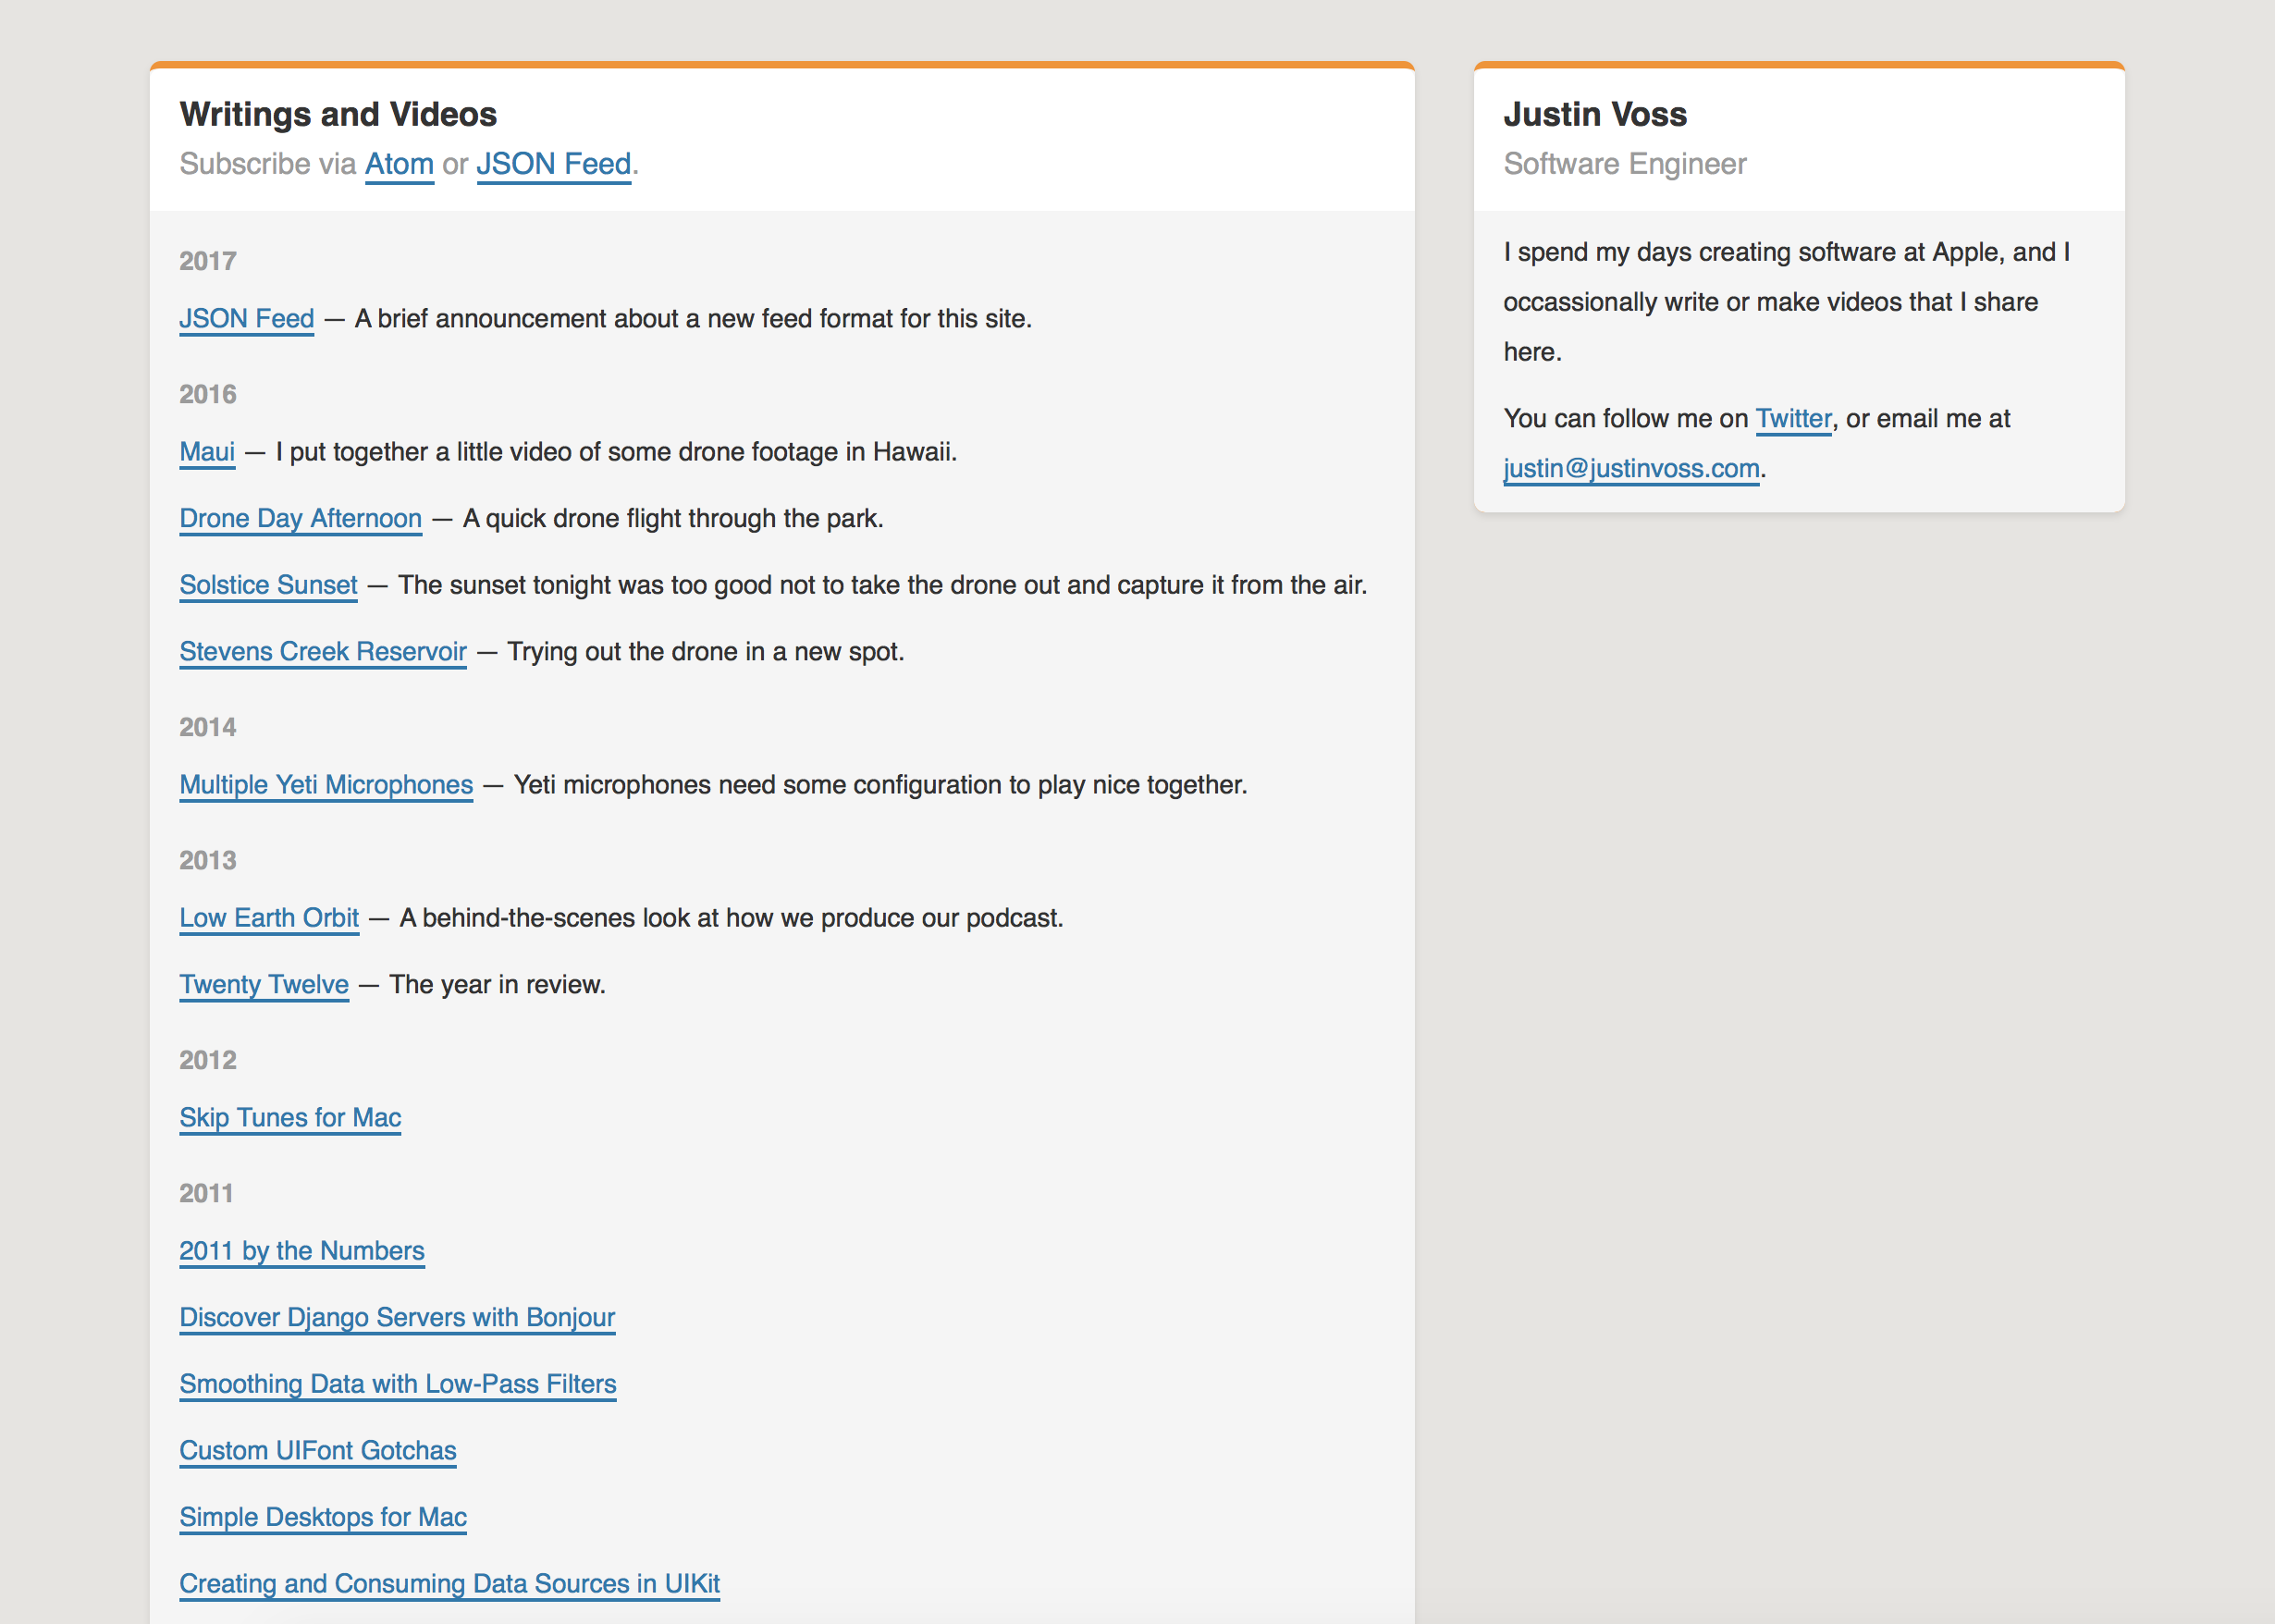 Writings and Videos
Subscribe via Atom or JSON Feed.
2017
JSON Feed — A brief announcement about a new feed format for this site.
2016
Maui — I put together a little video of some drone footage in Hawaii.
Drone Day Afternoon — A quick drone flight through the park.
Solstice Sunset — The sunset tonight was too good not to take the drone out and capture it from the air.
Stevens Creek Reservoir — Trying out the drone in a new spot.
2014
Multiple Yeti Microphones — Yeti microphones need some configuration to play nice together.
2013
Low Earth Orbit — A behind-the-scenes look at how we produce our podcast.
Twenty Twelve — The year in review.
2012
Skip Tunes for Mac
2011
2011 by the Numbers
Discover Django Servers with Bonjour
Smoothing Data with Low-Pass Filters
Custom UIFont Gotchas
Simple Desktops for Mac
Creating and Consuming Data Sources in UIKit
Justin Voss
Software Engineer
I spend my days creating software at Apple, and I
occassionally write or make videos that I share
here.
You can follow me on Twitter, or email me at
justin@justinvoss.com.